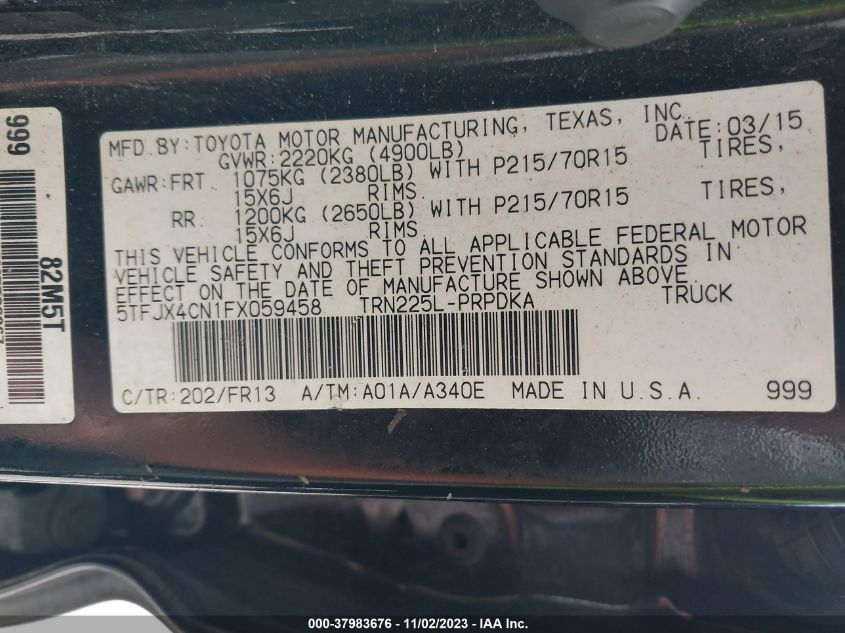 MFD.BY:TOYOTA MOTOR MANUFACTURING, TEXAS, INC.
GVWR:2220KG (4900LB) DATE:03/15
GAWR:FRT 1075KG (2380LB) WITH P215/70R15 TIRES,
15X6J RIMS
RR 1200KG (2650LB) WITH P215/70R15 TIRES,
15X6J RIMS
THIS VEHICLE CONFORMS TO ALL APPLICABLE FEDERAL MOTOR
VEHICLE SAFETY AND THEFT PREVENTION STANDARDS IN
EFFECT ON THE DATE OF MANUFACTURE SHOWN ABOVE.
5TFJX4CN1FX059458 TRN225L-PRPDKA TRUCK
C/TR:202/FR13 A/TM:A01A/A340E MADE IN U.S.A. 999
999
82M5T
000-37983676 - 11/02/2023 - IAA Inc.